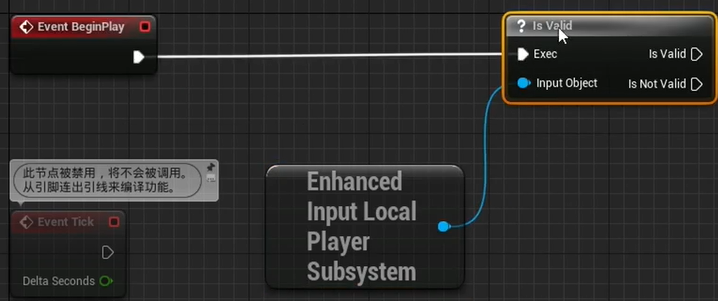 Event BeginPlay
? Is Valid
Exec
Is Valid
Input Object
Is Not Valid
此节点被禁用，将不会被调用。
从引脚连出引线来编译功能。
Enhanced
Input Local
Player
Subsystem
Event Tick
Delta Seconds